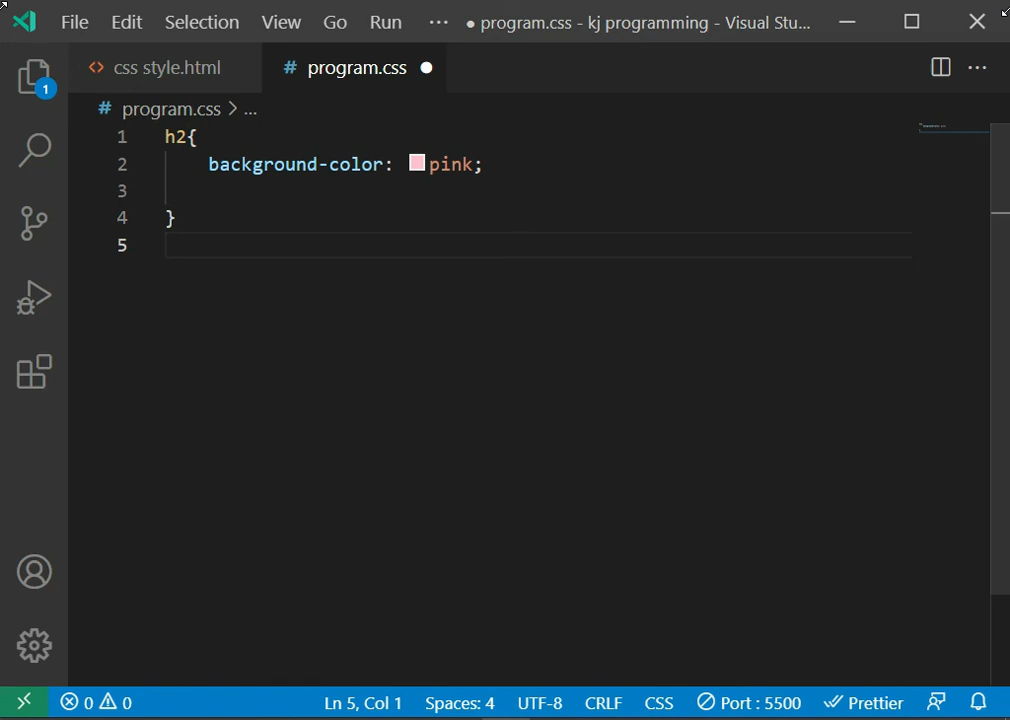 File Edit Selection View Go Run ··· ● program.css - kj programming - Visual Stu...
<> css style.html # program.css ●
# program.css > ...
1 h2{
2 background-color: pink;
3
4 }
5
1
0 0 Ln 5, Col 1 Spaces: 4 UTF-8 CRLF CSS Port : 5500 Prettier